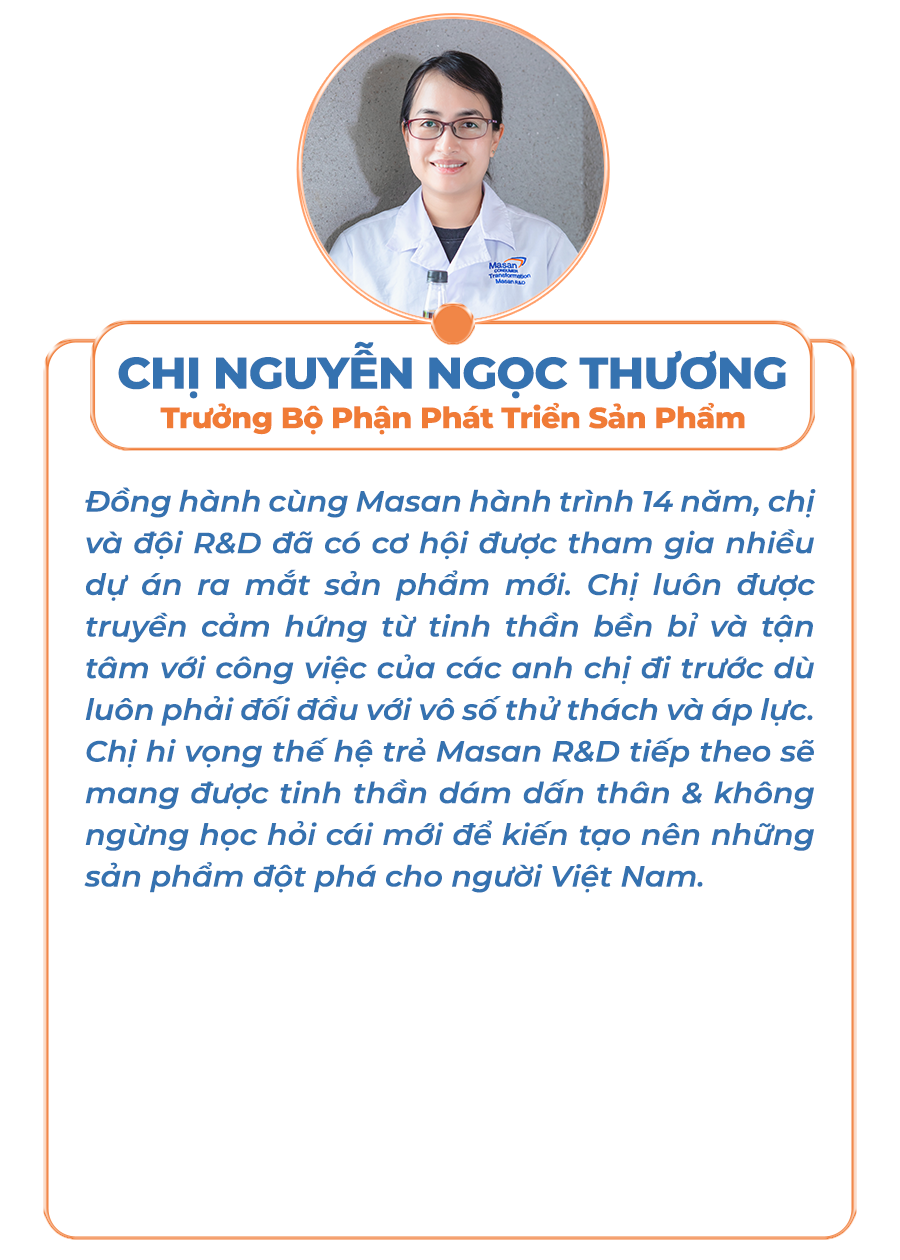 Masan
CONSUMER
Transformation
Masan R&D
CHỊ NGUYỄN NGỌC THƯƠNG
Trưởng Bộ Phận Phát Triển Sản Phẩm
Đồng hành cùng Masan hành trình 14 năm, chị
và đội R&D đã có cơ hội được tham gia nhiều
dự án ra mắt sản phẩm mới. Chị luôn được
truyền cảm hứng từ tinh thần bền bỉ và tận
tâm với công việc của các anh chị đi trước dù
luôn phải đối đầu với vô số thử thách và áp lực.
Chị hi vọng thế hệ trẻ Masan R&D tiếp theo sẽ
mang được tinh thần dám dấn thân & không
ngừng học hỏi cái mới để kiến tạo nên những
sản phẩm đột phá cho người Việt Nam.